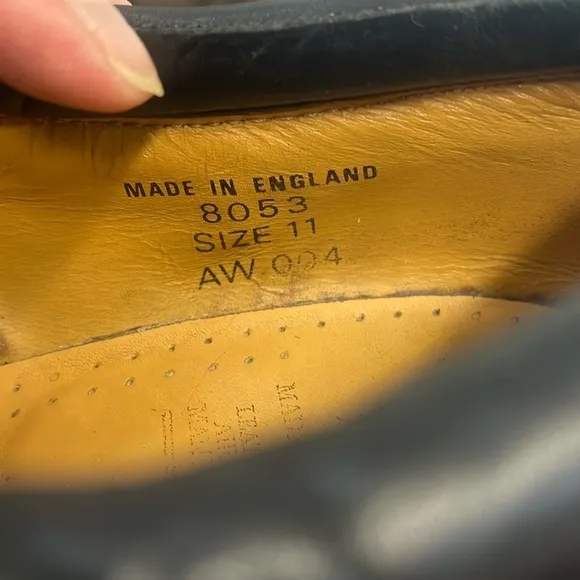 MADE IN ENGLAND
8053
SIZE 11
AW 004